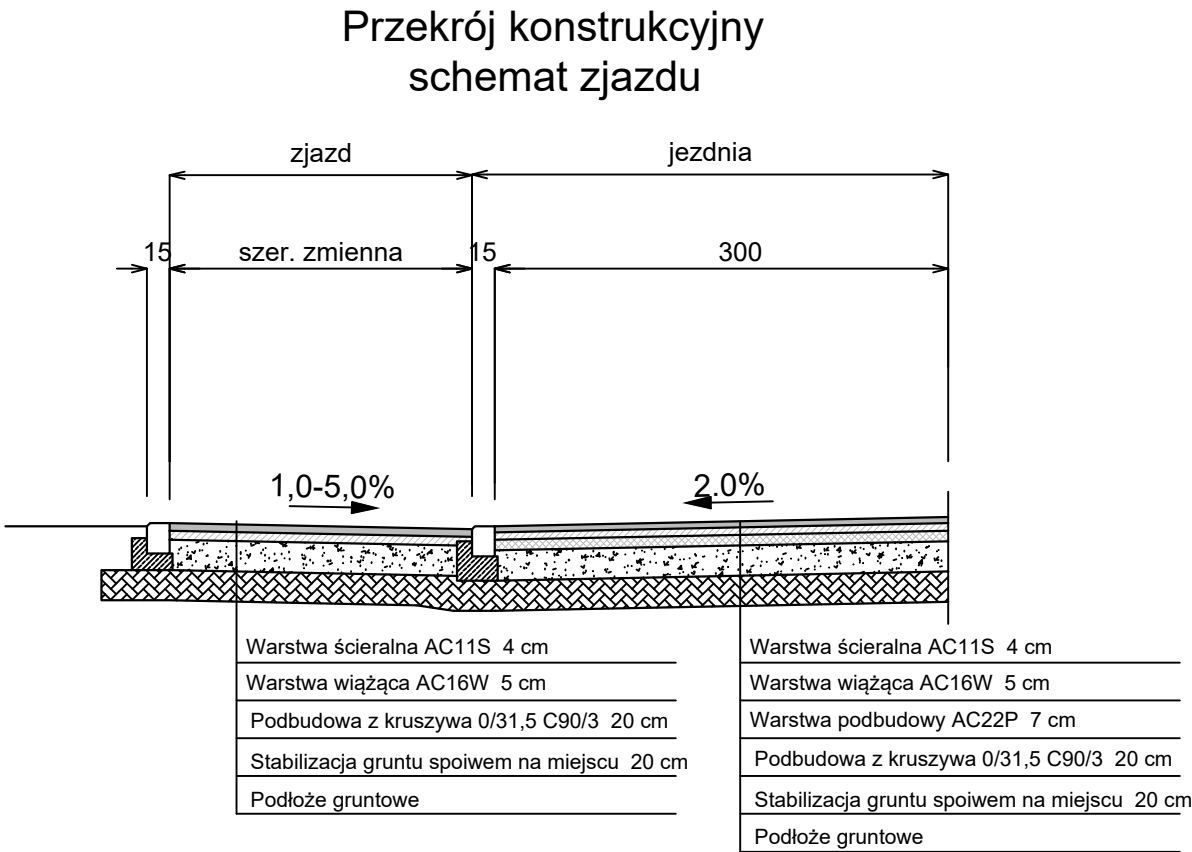 Przekrój konstrukcyjny
schemat zjazdu
zjazd
jezdnia
15
szer. zmienna
15
300
1,0-5,0%
2.0%
Warstwa ścieralna AC11S 4 cm
Warstwa wiążąca AC16W 5 cm
Podbudowa z kruszywa 0/31,5 C90/3 20 cm
Stabilizacja gruntu spoiwem na miejscu 20 cm
Podłoże gruntowe
Warstwa ścieralna AC11S 4 cm
Warstwa wiążąca AC16W 5 cm
Warstwa podbudowy AC22P 7 cm
Podbudowa z kruszywa 0/31,5 C90/3 20 cm
Stabilizacja gruntu spoiwem na miejscu 20 cm
Podłoże gruntowe